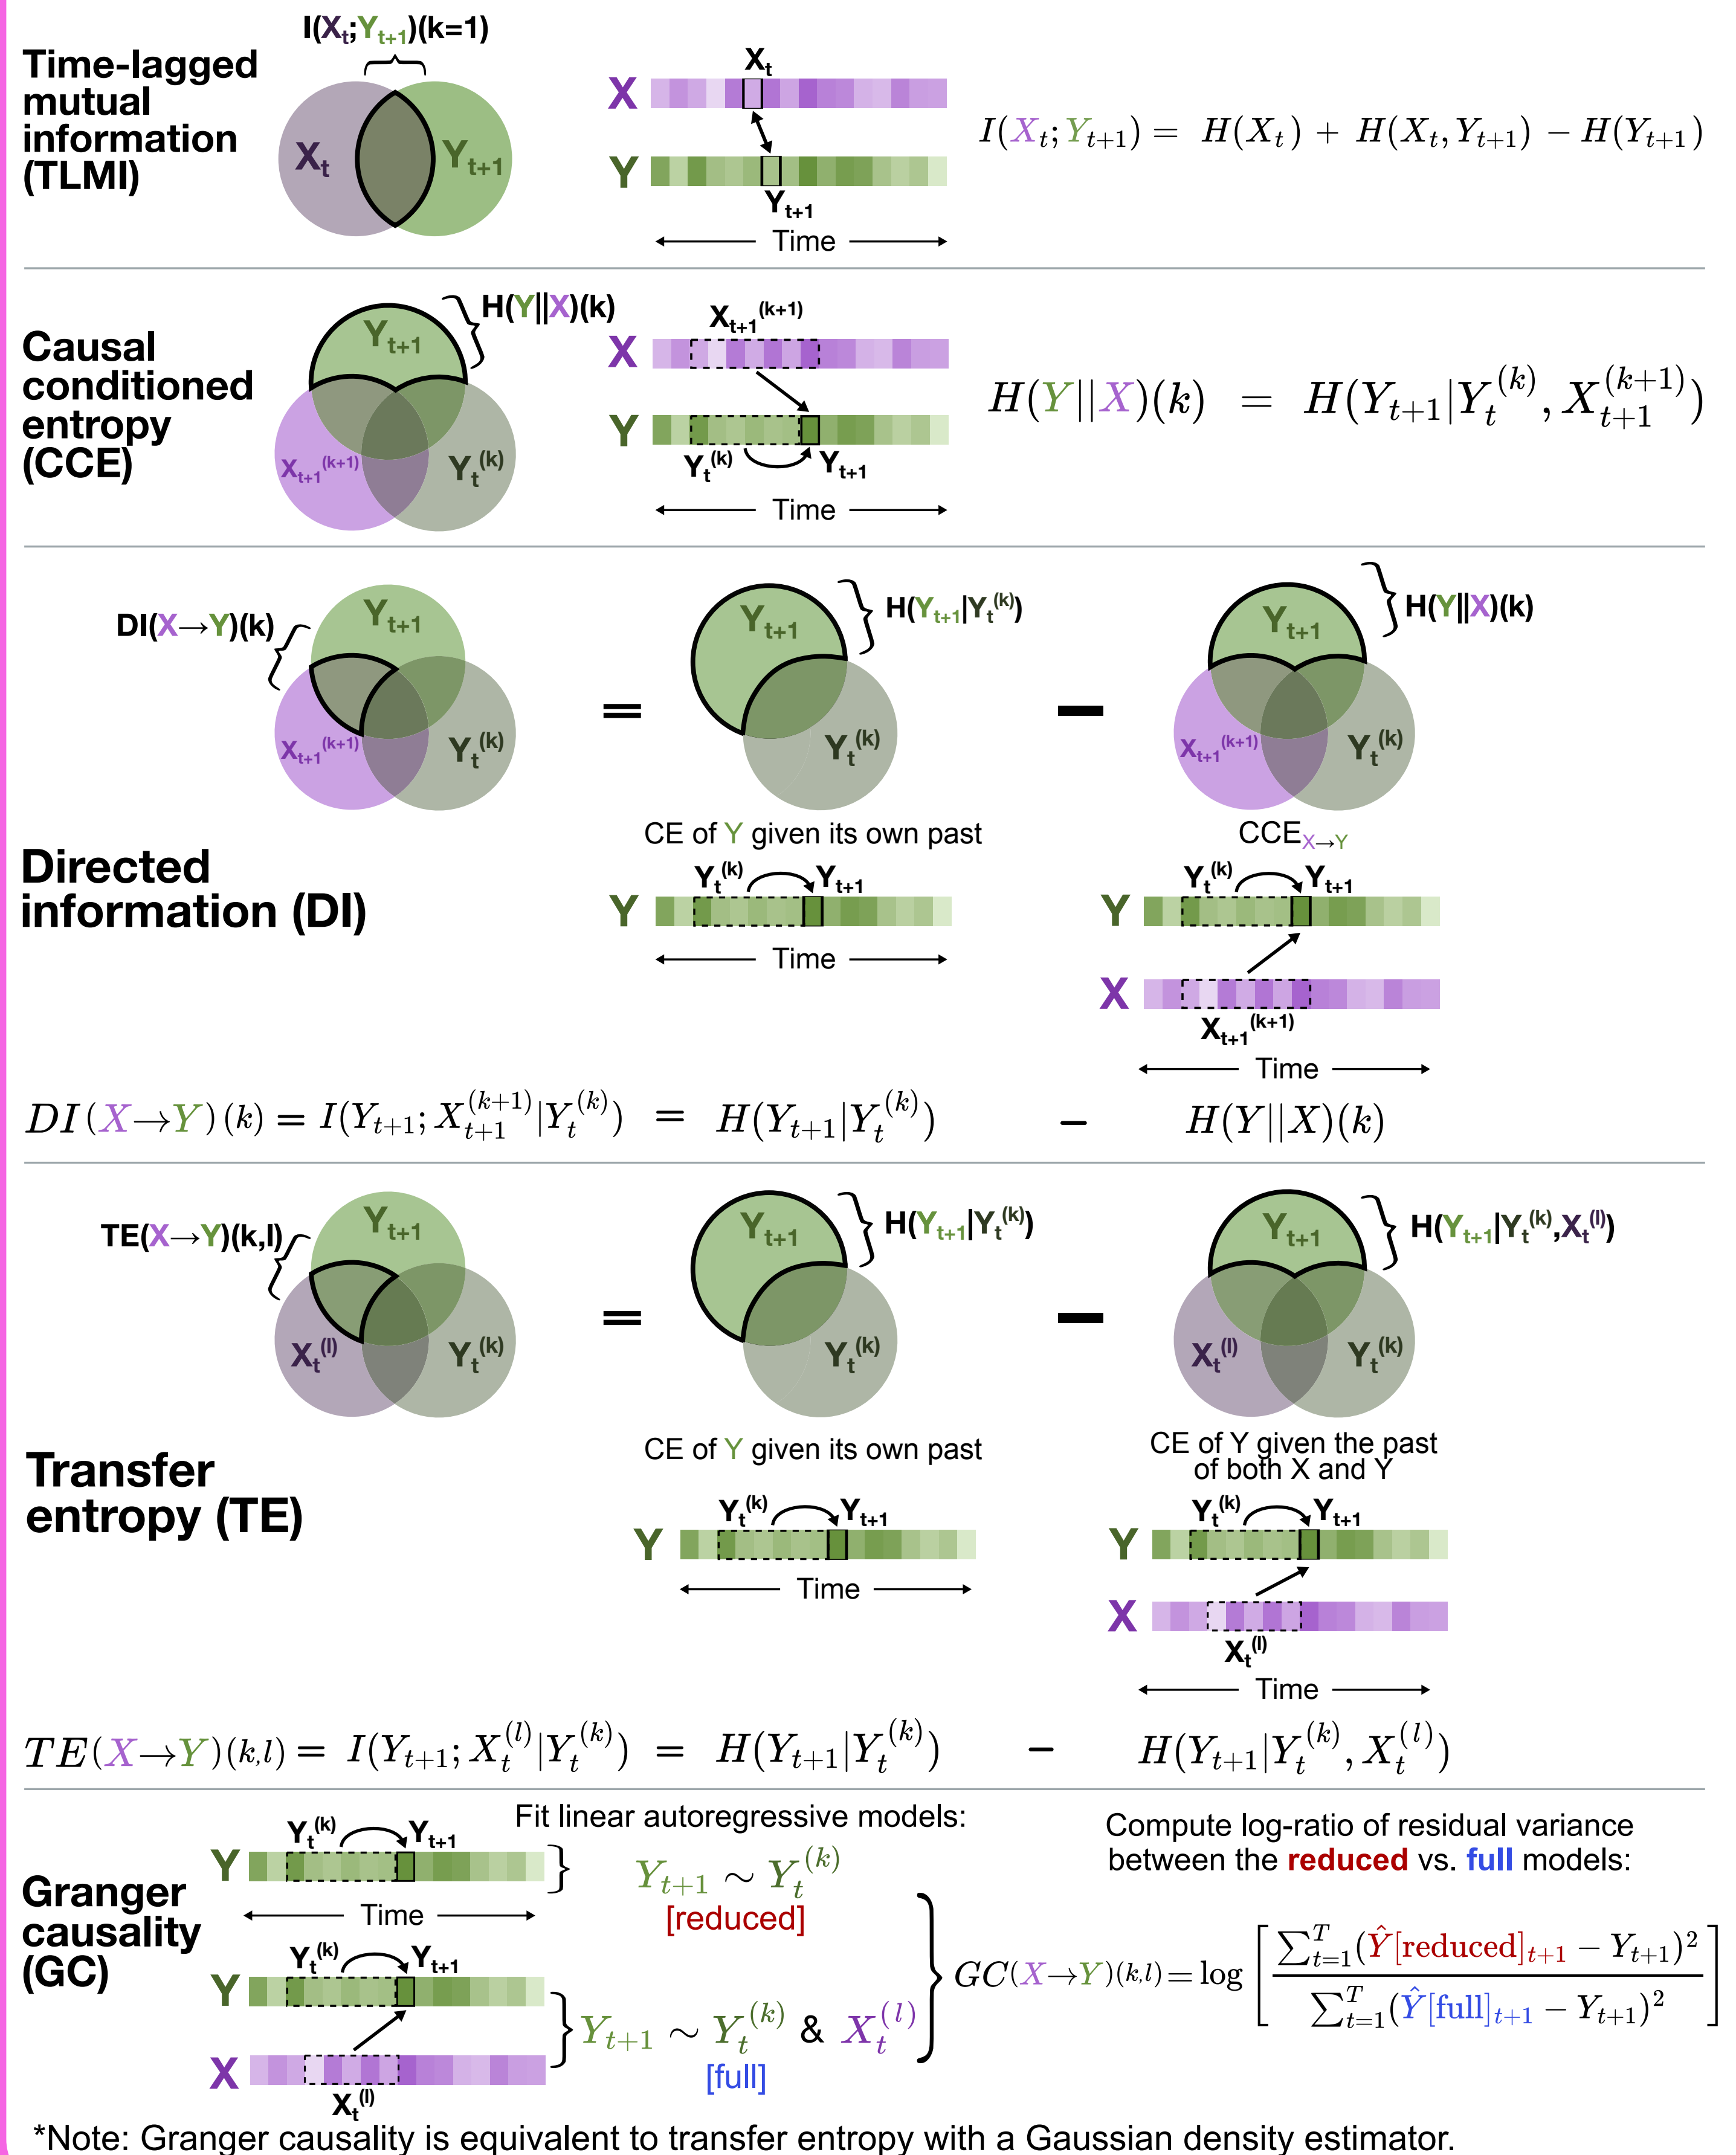 I(Xₜ;Yₜ₊₁)(k=1)
Time-lagged
mutual
information
(TLMI)
Xₜ
Yₜ₊₁
Xₜ
X
Y
Yₜ₊₁
Time
I(Xₜ; Yₜ₊₁) = H(Xₜ) + H(Xₜ, Yₜ₊₁) − H(Yₜ₊₁)
Causal
conditioned
entropy
(CCE)
H(Y||X)(k)
Yₜ₊₁
Xₜ₊₁⁽ᵏ⁺¹⁾
Yₜ⁽ᵏ⁾
Xₜ₊₁⁽ᵏ⁺¹⁾
X
Y
Yₜ⁽ᵏ⁾
Yₜ₊₁
Time
H(Y||X)(k) = H(Yₜ₊₁|Yₜ⁽ᵏ⁾, Xₜ₊₁⁽ᵏ⁺¹⁾)
DI(X→Y)(k)
Yₜ₊₁
Xₜ₊₁⁽ᵏ⁺¹⁾
Yₜ⁽ᵏ⁾
=
H(Yₜ₊₁|Yₜ⁽ᵏ⁾)
Yₜ₊₁
Yₜ⁽ᵏ⁾
−
H(Y||X)(k)
Yₜ₊₁
Xₜ₊₁⁽ᵏ⁺¹⁾
Yₜ⁽ᵏ⁾
Directed
information (DI)
CE of Y given its own past
Yₜ⁽ᵏ⁾
Yₜ₊₁
Y
Time
CCE X→Y
Yₜ⁽ᵏ⁾
Yₜ₊₁
Y
X
Xₜ₊₁⁽ᵏ⁺¹⁾
Time
DI(X→Y)(k) = I(Yₜ₊₁; Xₜ₊₁⁽ᵏ⁺¹⁾|Yₜ⁽ᵏ⁾) = H(Yₜ₊₁|Yₜ⁽ᵏ⁾) − H(Y||X)(k)
TE(X→Y)(k,l)
Yₜ₊₁
Xₜ⁽ˡ⁾
Yₜ⁽ᵏ⁾
=
H(Yₜ₊₁|Yₜ⁽ᵏ⁾)
Yₜ₊₁
Yₜ⁽ᵏ⁾
−
H(Yₜ₊₁|Yₜ⁽ᵏ⁾,Xₜ⁽ˡ⁾)
Yₜ₊₁
Xₜ⁽ˡ⁾
Yₜ⁽ᵏ⁾
Transfer
entropy (TE)
CE of Y given its own past
Yₜ⁽ᵏ⁾
Yₜ₊₁
Y
Time
CE of Y given the past
of both X and Y
Yₜ⁽ᵏ⁾
Yₜ₊₁
Y
X
Xₜ⁽ˡ⁾
Time
TE(X→Y)(k,l) = I(Yₜ₊₁; Xₜ⁽ˡ⁾|Yₜ⁽ᵏ⁾) = H(Yₜ₊₁|Yₜ⁽ᵏ⁾) − H(Yₜ₊₁|Yₜ⁽ᵏ⁾, Xₜ⁽ˡ⁾)
Granger
causality
(GC)
Yₜ⁽ᵏ⁾
Yₜ₊₁
Y
Time
Yₜ⁽ᵏ⁾
Yₜ₊₁
Y
X
Xₜ⁽ˡ⁾
Fit linear autoregressive models:
Yₜ₊₁ ∼ Yₜ⁽ᵏ⁾
[reduced]
Yₜ₊₁ ∼ Yₜ⁽ᵏ⁾ & Xₜ⁽ˡ⁾
[full]
Compute log-ratio of residual variance
between the reduced vs. full models:
GC(X→Y)(k,l) = log [ ∑ₜ₌₁ᵀ(Ŷ[reduced]ₜ₊₁ − Yₜ₊₁)² / ∑ₜ₌₁ᵀ(Ŷ[full]ₜ₊₁ − Yₜ₊₁)² ]
*Note: Granger causality is equivalent to transfer entropy with a Gaussian density estimator.